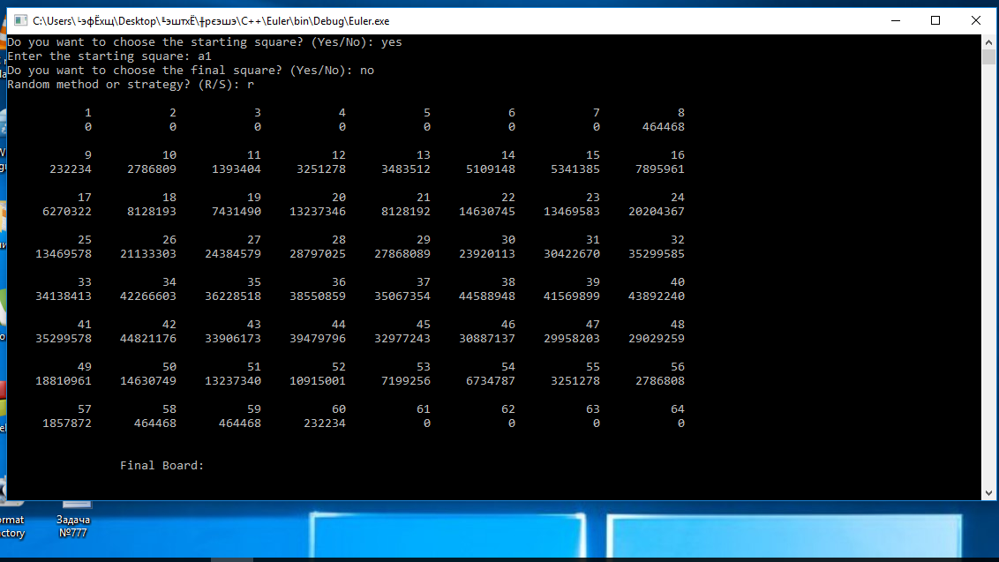 C:\Users\└эфЁхщ\Desktop\╚эштхЁ\╪рєэшэ\C++\Euler\bin\Debug\Euler.exe
Do you want to choose the starting square? (Yes/No): yes
Enter the starting square: a1
Do you want to choose the final square? (Yes/No): no
Random method or strategy? (R/S): r
1 2 3 4 5 6 7 8
0 0 0 0 0 0 0 464468
9 10 11 12 13 14 15 16
232234 2786809 1393404 3251278 3483512 5109148 5341385 7895961
17 18 19 20 21 22 23 24
6270322 8128193 7431490 13237346 8128192 14630745 13469583 20204367
25 26 27 28 29 30 31 32
13469578 21133303 24384579 28797025 27868089 23920113 30422670 35299585
33 34 35 36 37 38 39 40
34138413 42266603 36228518 38550859 35067354 44588948 41569899 43892240
41 42 43 44 45 46 47 48
35299578 44821176 33906173 39479796 32977243 30887137 29958203 29029259
49 50 51 52 53 54 55 56
18810961 14630749 13237340 10915001 7199256 6734787 3251278 2786808
57 58 59 60 61 62 63 64
1857872 464468 464468 232234 0 0 0 0
Final Board:
ormat
ctory
Задача
№777